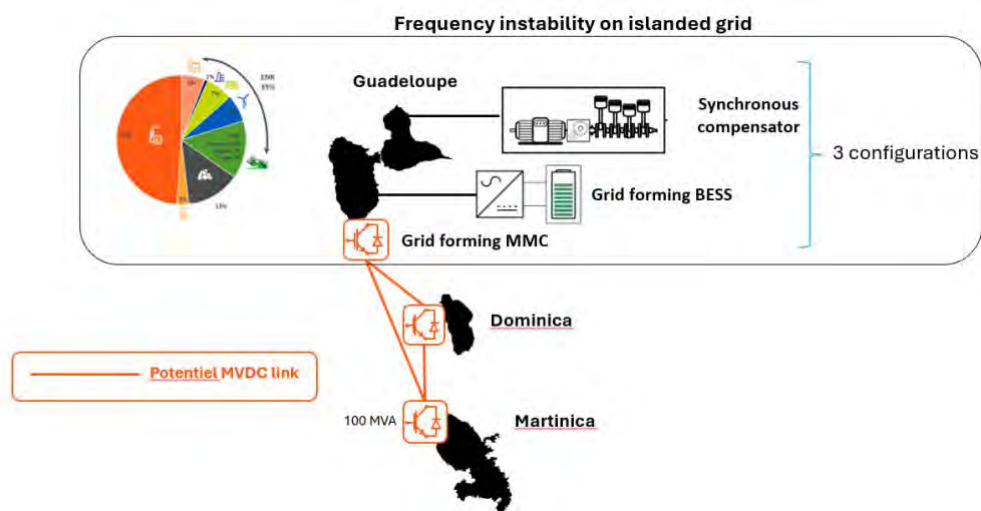 Frequency instability on islanded grid
Guadeloupe
Synchronous
compensator
3 configurations
Grid forming BESS
Grid forming MMC
Dominica
Potentiel MVDC link
100 MVA
Martinica